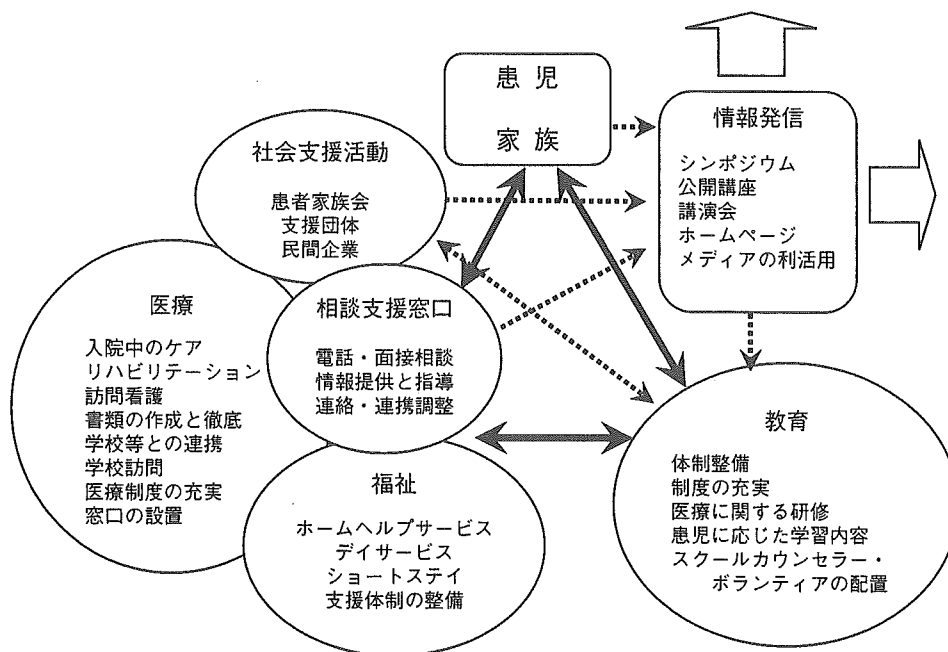 患 児
家 族
情報発信
シンポジウム
公開講座
講演会
ホームページ
メディアの利活用
社会支援活動
患者家族会
支援団体
民間企業
医療
入院中のケア
リハビリテーション
訪問看護
書類の作成と徹底
学校等との連携
学校訪問
医療制度の充実
窓口の設置
相談支援窓口
電話・面接相談
情報提供と指導
連絡・連携調整
福祉
ホームヘルプサービス
デイサービス
ショートステイ
支援体制の整備
教育
体制整備
制度の充実
医療に関する研修
患児に応じた学習内容
スクールカウンセラー・
ボランティアの配置